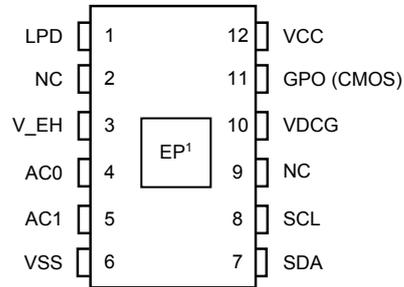 LPD 1 12 VCC
NC 2 11 GPO (CMOS)
V_EH 3 10 VDCG
EP¹
AC0 4 9 NC
AC1 5 8 SCL
VSS 6 7 SDA